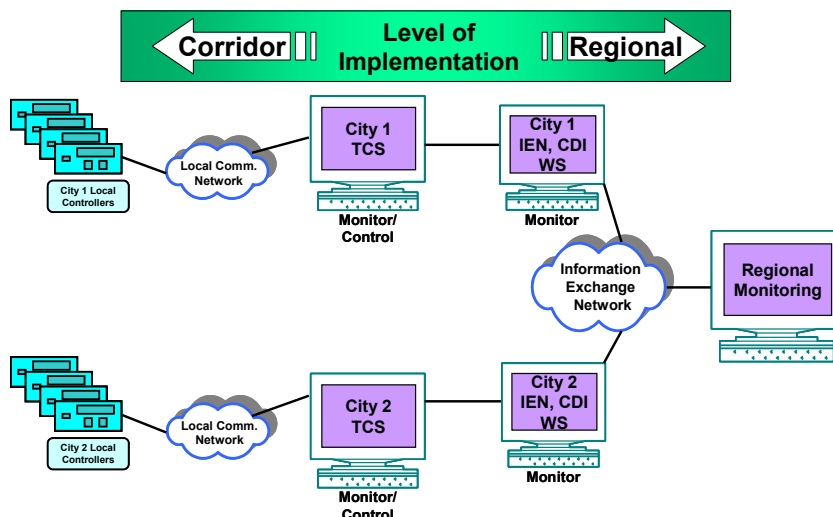 Corridor
Level of
Implementation
Regional
City 1 Local
Controllers
Local Comm.
Network
City 1
TCS
Monitor/
Control
City 1
IEN, CDI
WS
Monitor
Information
Exchange
Network
Regional
Monitoring
City 2 Local
Controllers
Local Comm.
Network
City 2
TCS
Monitor/
Control
City 2
IEN, CDI
WS
Monitor